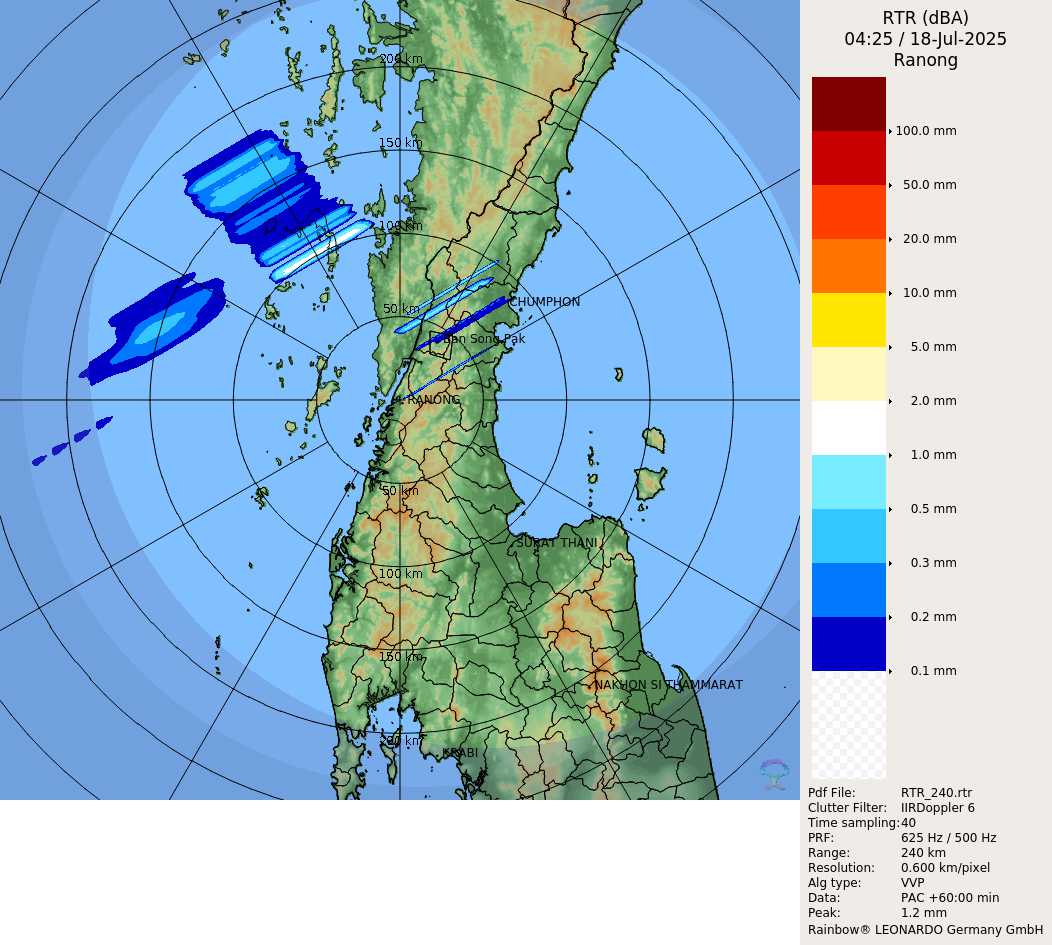 RTR (dBA)
04:25 / 18-Jul-2025
Ranong
200 km
150 km
100 km
50 km
CHUMPHON
Ban Song Pak
RANONG
50 km
SURAT THANI
100 km
150 km
NAKHON SI THAMMARAT
200 km
KRABI
100.0 mm
50.0 mm
20.0 mm
10.0 mm
5.0 mm
2.0 mm
1.0 mm
0.5 mm
0.3 mm
0.2 mm
0.1 mm
Pdf File: RTR_240.rtr
Clutter Filter: IIRDoppler 6
Time sampling: 40
PRF: 625 Hz / 500 Hz
Range: 240 km
Resolution: 0.600 km/pixel
Alg type: VVP
Data: PAC +60:00 min
Peak: 1.2 mm
Rainbow® LEONARDO Germany GmbH